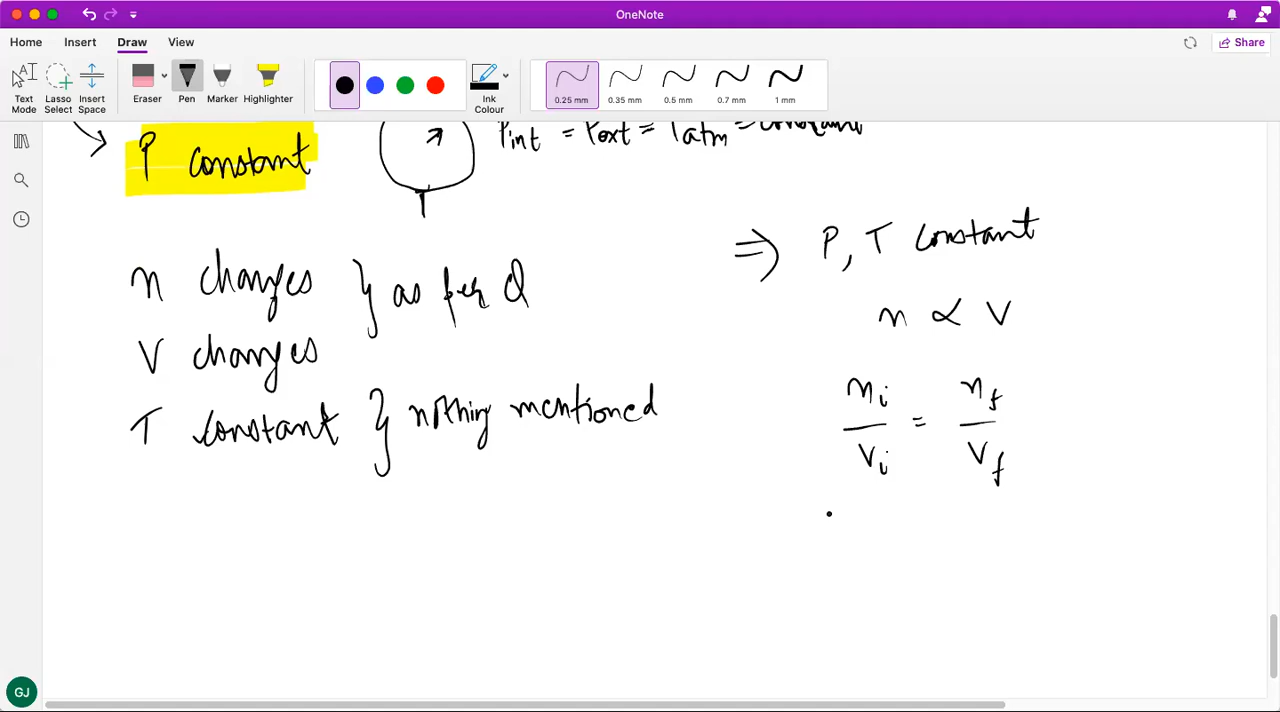 OneNote
Home Insert Draw View
Share
Text Mode
Lasso Select
Insert Space
Eraser
Pen
Marker
Highlighter
Ink Colour
0.25 mm 0.35 mm 0.5 mm 0.7 mm 1 mm
P constant
Pint = Pext = Patm = constant
⇒ P, T constant
n changes } as per Q
n ∝ V
V changes
T constant } nothing mentioned
ni/Vi = nf/Vf
GJ